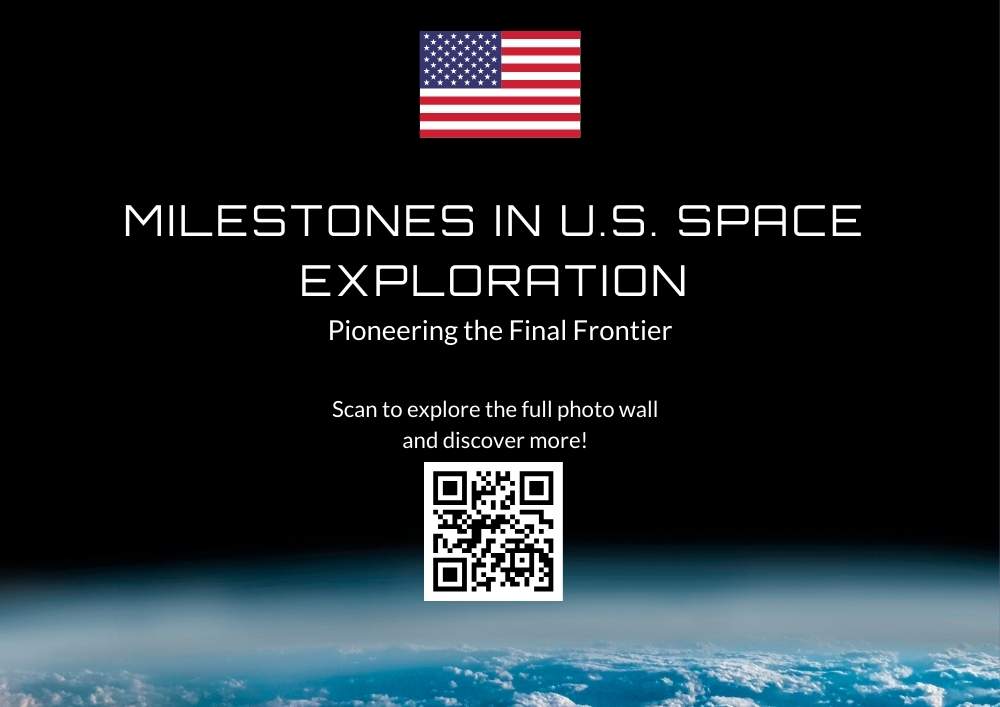 MILESTONES IN U.S. SPACE
EXPLORATION
Pioneering the Final Frontier
Scan to explore the full photo wall
and discover more!